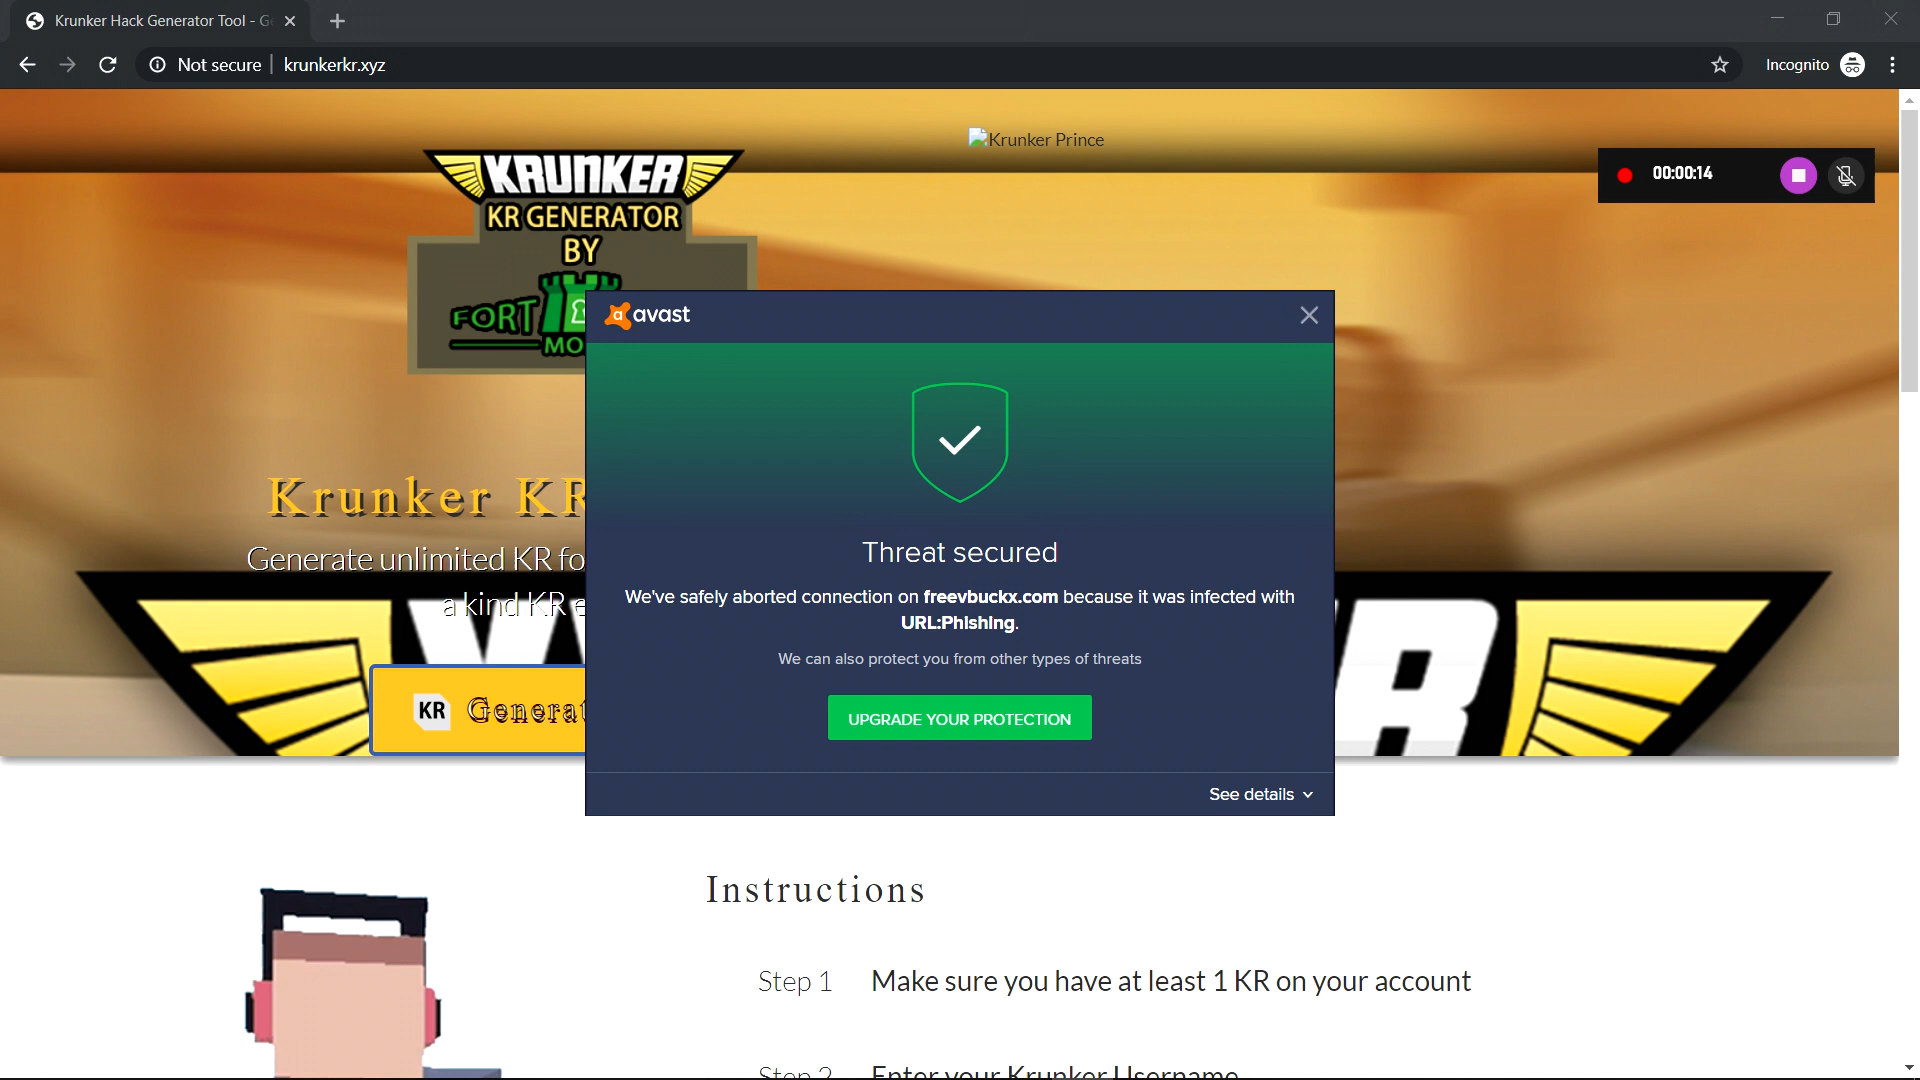 Krunker Hack Generator Tool - Ge
Not secure
krunkerkr.xyz
Incognito
Krunker Prince
00:00:14
KRUNKER
KR GENERATOR
BY
FORT
MO
avast
Krunker KR
Generate unlimited KR fo
a kind KR e
KR Generat
Threat secured
We've safely aborted connection on freevbuckx.com because it was infected with
URL:Phishing.
We can also protect you from other types of threats
UPGRADE YOUR PROTECTION
See details
Instructions
Step 1 Make sure you have at least 1 KR on your account
Step 2 Enter your Krunker Username